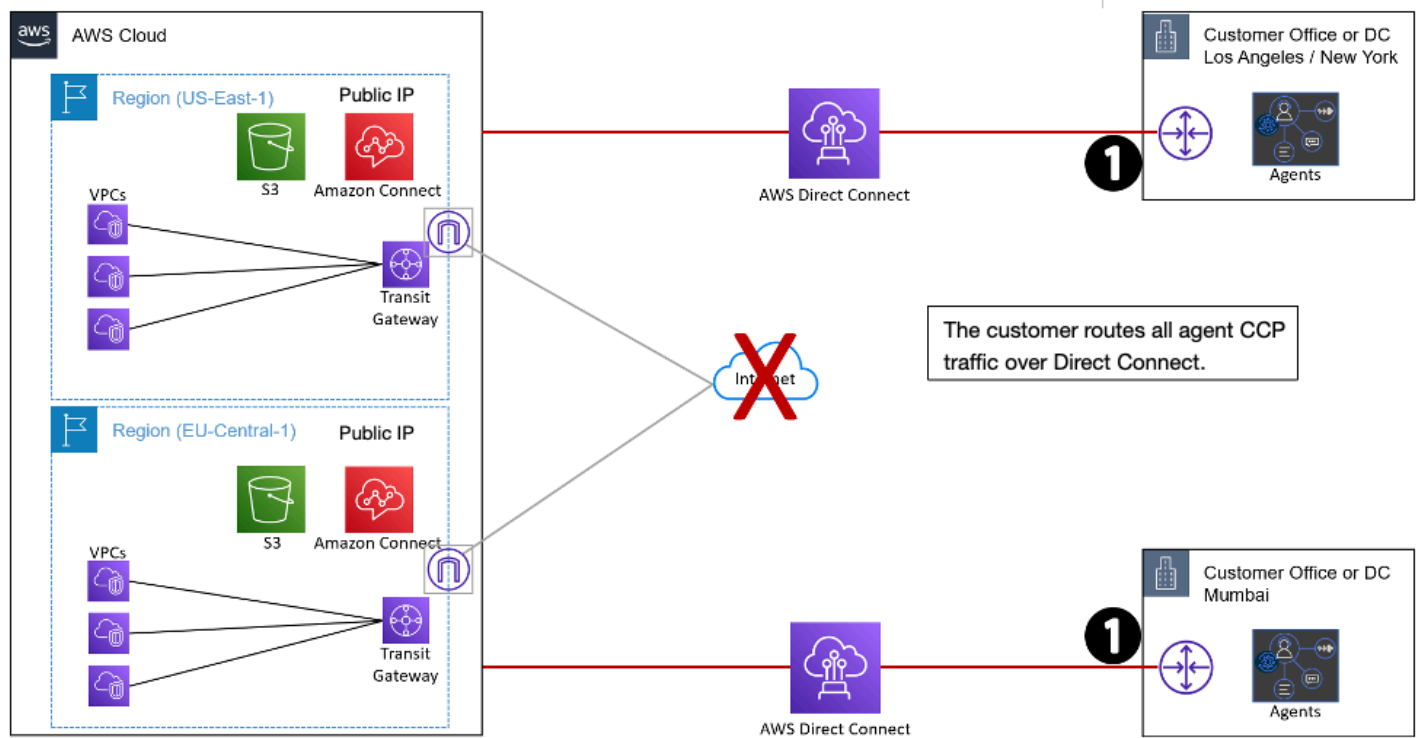 aws
AWS Cloud
Region (US-East-1)
Public IP
S3
Amazon Connect
VPCs
Transit
Gateway
Region (EU-Central-1)
Public IP
S3
Amazon Connect
VPCs
Transit
Gateway
AWS Direct Connect
Internet
AWS Direct Connect
1
Customer Office or DC
Los Angeles / New York
Agents
The customer routes all agent CCP
traffic over Direct Connect.
1
Customer Office or DC
Mumbai
Agents